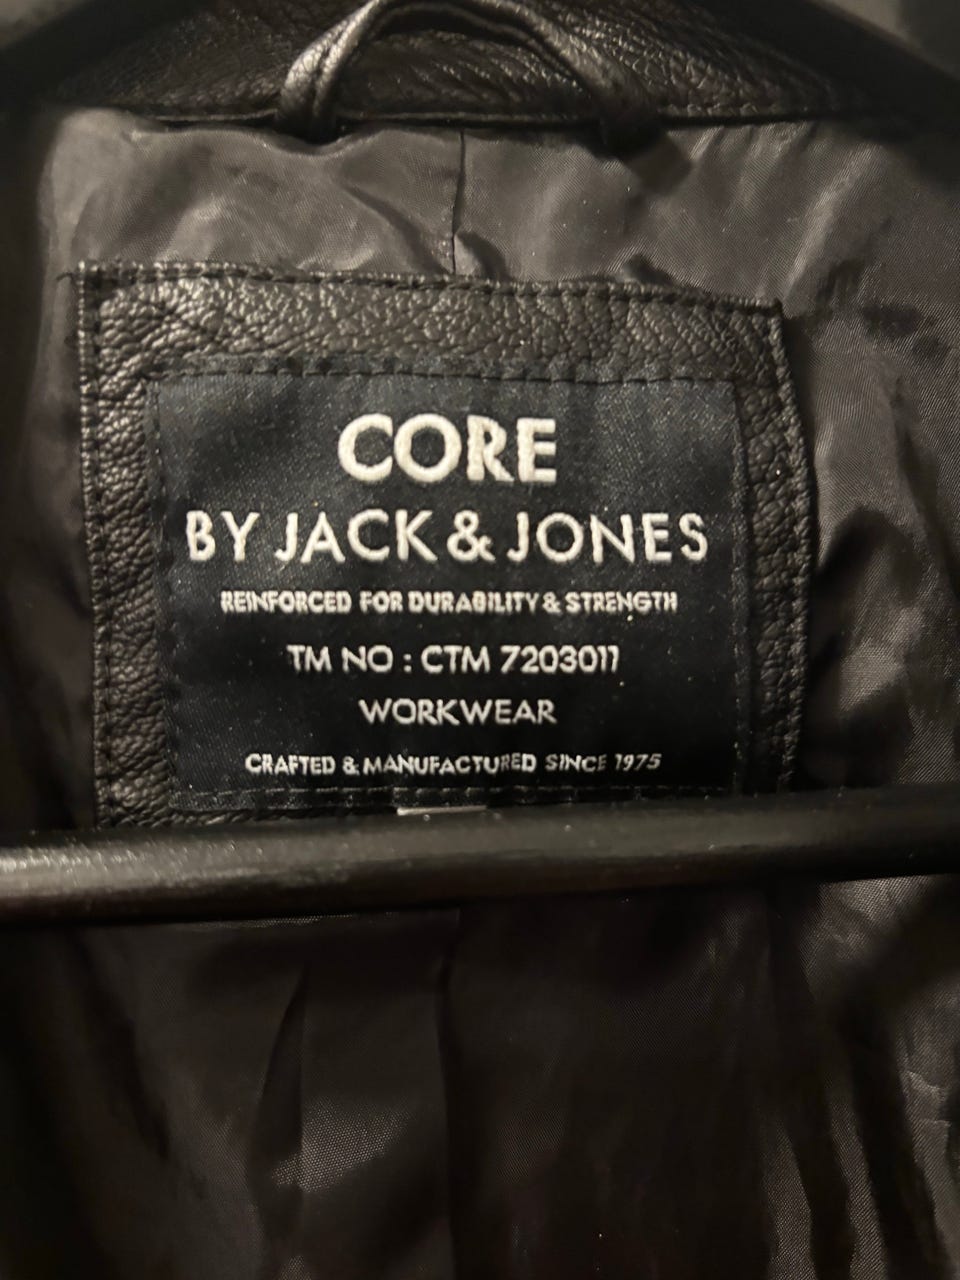 CORE
BY JACK & JONES
REINFORCED FOR DURABILITY & STRENGTH
TM NO : CTM 7203011
WORKWEAR
CRAFTED & MANUFACTURED SINCE 1975